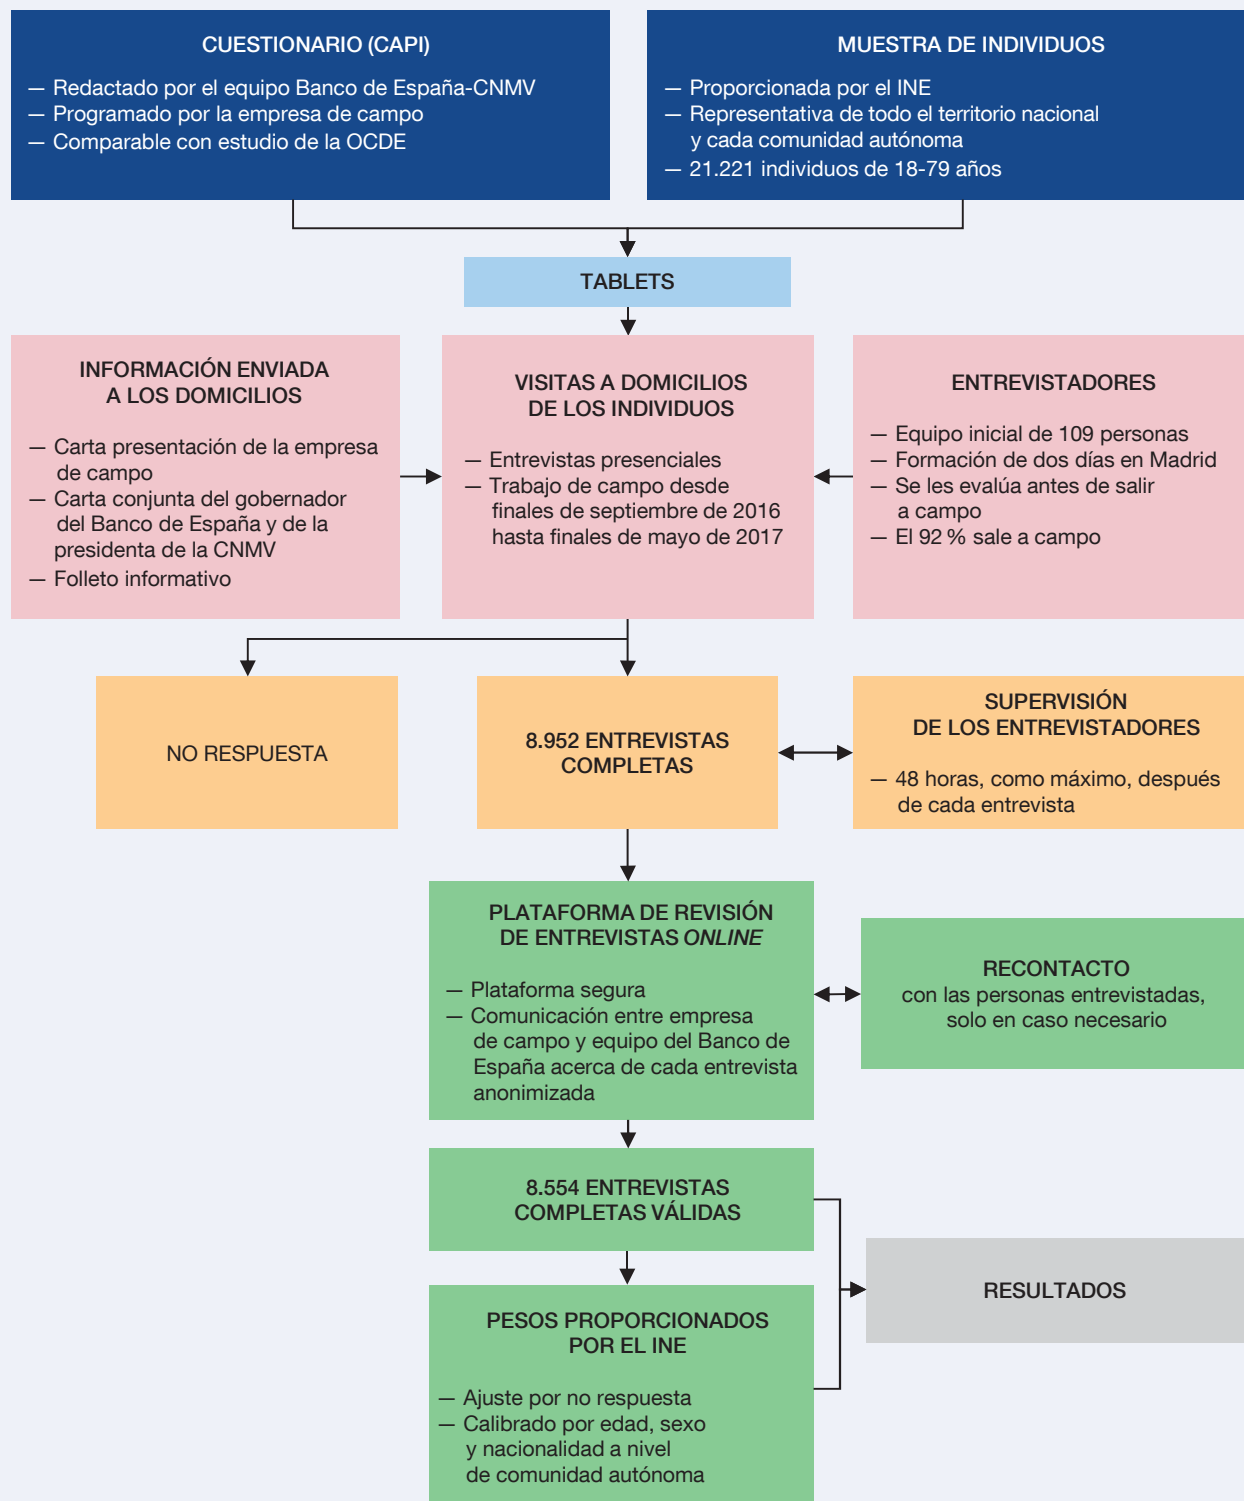 CUESTIONARIO (CAPI)
— Redactado por el equipo Banco de España-CNMV
— Programado por la empresa de campo
— Comparable con estudio de la OCDE
MUESTRA DE INDIVIDUOS
— Proporcionada por el INE
— Representativa de todo el territorio nacional
y cada comunidad autónoma
— 21.221 individuos de 18-79 años
TABLETS
INFORMACIÓN ENVIADA
A LOS DOMICILIOS
— Carta presentación de la empresa
de campo
— Carta conjunta del gobernador
del Banco de España y de la
presidenta de la CNMV
— Folleto informativo
VISITAS A DOMICILIOS
DE LOS INDIVIDUOS
— Entrevistas presenciales
— Trabajo de campo desde
finales de septiembre de 2016
hasta finales de mayo de 2017
ENTREVISTADORES
— Equipo inicial de 109 personas
— Formación de dos días en Madrid
— Se les evalúa antes de salir
a campo
— El 92 % sale a campo
NO RESPUESTA
8.952 ENTREVISTAS
COMPLETAS
SUPERVISIÓN
DE LOS ENTREVISTADORES
— 48 horas, como máximo, después
de cada entrevista
PLATAFORMA DE REVISIÓN
DE ENTREVISTAS ONLINE
— Plataforma segura
— Comunicación entre empresa
de campo y equipo del Banco de
España acerca de cada entrevista
anonimizada
RECONTACTO
con las personas entrevistadas,
solo en caso necesario
8.554 ENTREVISTAS
COMPLETAS VÁLIDAS
RESULTADOS
PESOS PROPORCIONADOS
POR EL INE
— Ajuste por no respuesta
— Calibrado por edad, sexo
y nacionalidad a nivel
de comunidad autónoma